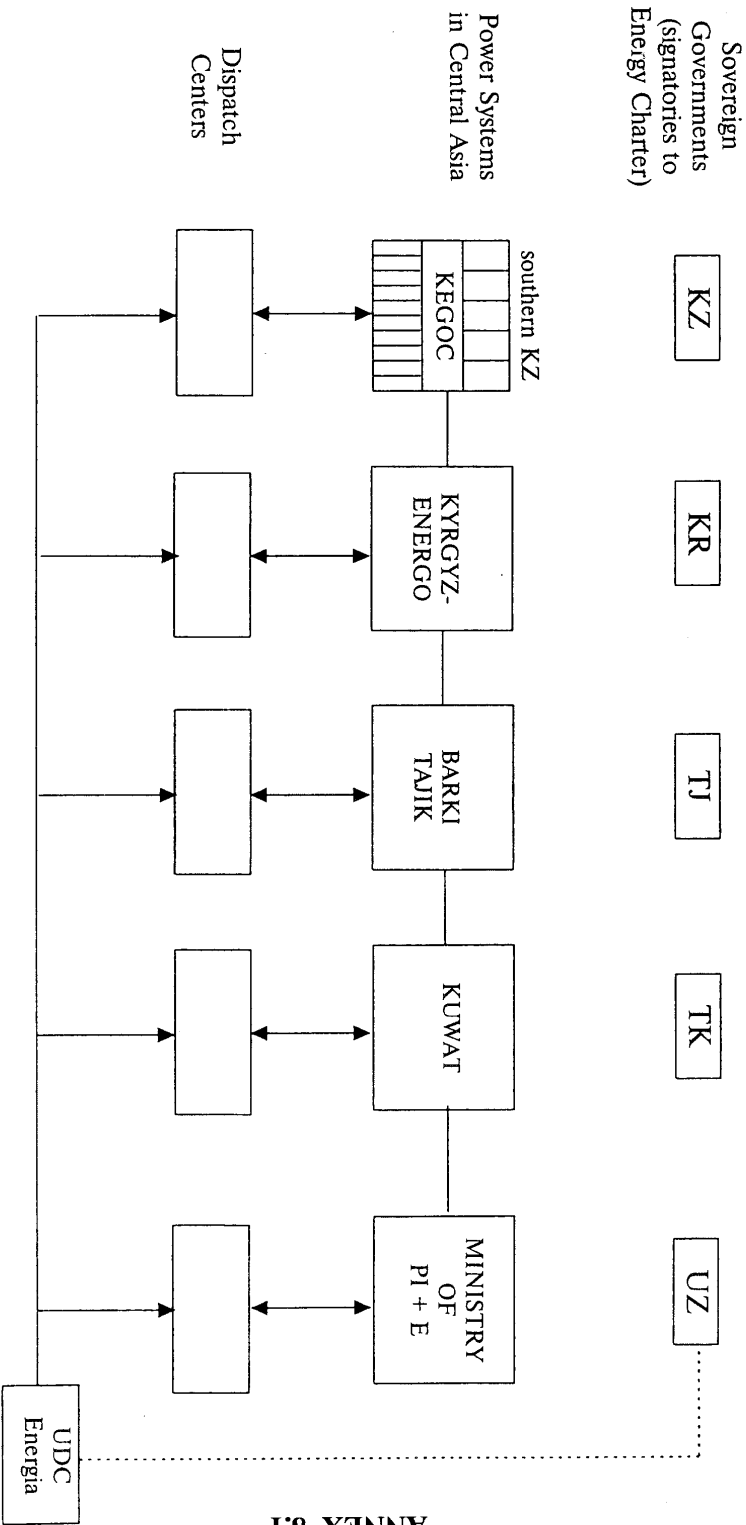 Sovereign
Governments
(signatories to
Energy Charter)
KZ
KR
TJ
TK
UZ
Power Systems
in Central Asia
southern KZ
KEGOC
KYRGYZ-
ENERGO
BARKI
TAJIK
KUWAT
MINISTRY
OF
PI + E
Dispatch
Centers
UDC
Energia
ANNEX 8.1